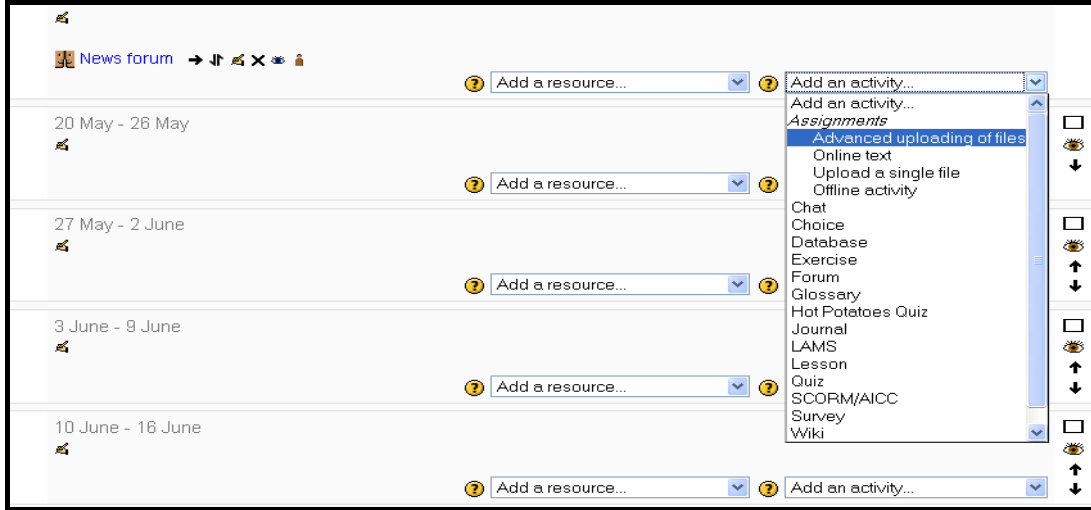 News forum
Add a resource... Add an activity...
Add an activity...
Assignments
Advanced uploading of files
Online text
Upload a single file
Offline activity
Chat
Choice
Database
Exercise
Forum
Glossary
Hot Potatoes Quiz
Journal
LAMS
Lesson
Quiz
SCORM/AICC
Survey
Wiki
20 May - 26 May
Add a resource...
27 May - 2 June
Add a resource...
3 June - 9 June
Add a resource...
10 June - 16 June
Add a resource... Add an activity...